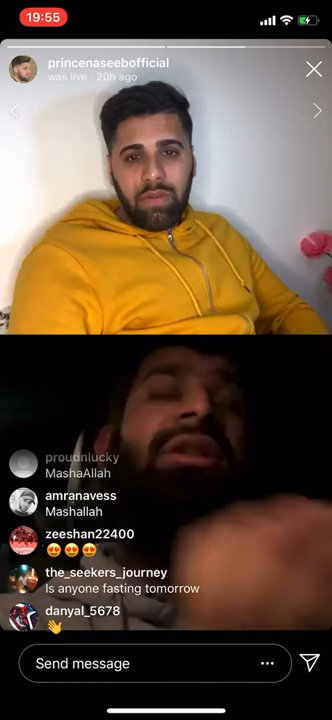 19:55
princenaseebofficial
was live · 20h ago
proudnlucky
MashaAllah
amranavess
Mashallah
zeeshan22400
😍😍😍
the_seekers_journey
Is anyone fasting tomorrow
danyal_5678
👋
Send message